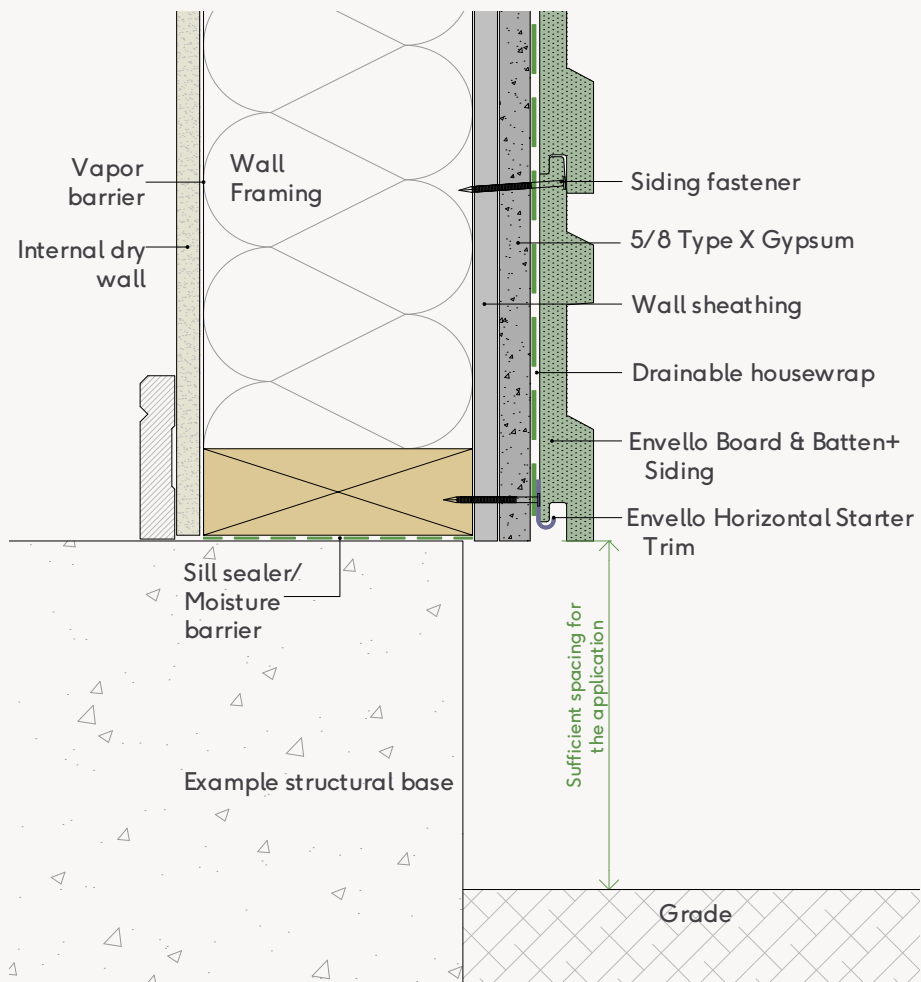 Vapor
barrier
Wall
Framing
Internal dry
wall
Siding fastener
5/8 Type X Gypsum
Wall sheathing
Drainable housewrap
Envello Board & Batten+
Siding
Envello Horizontal Starter
Trim
Sill sealer/
Moisture
barrier
Sufficient spacing for
the application
Example structural base
Grade